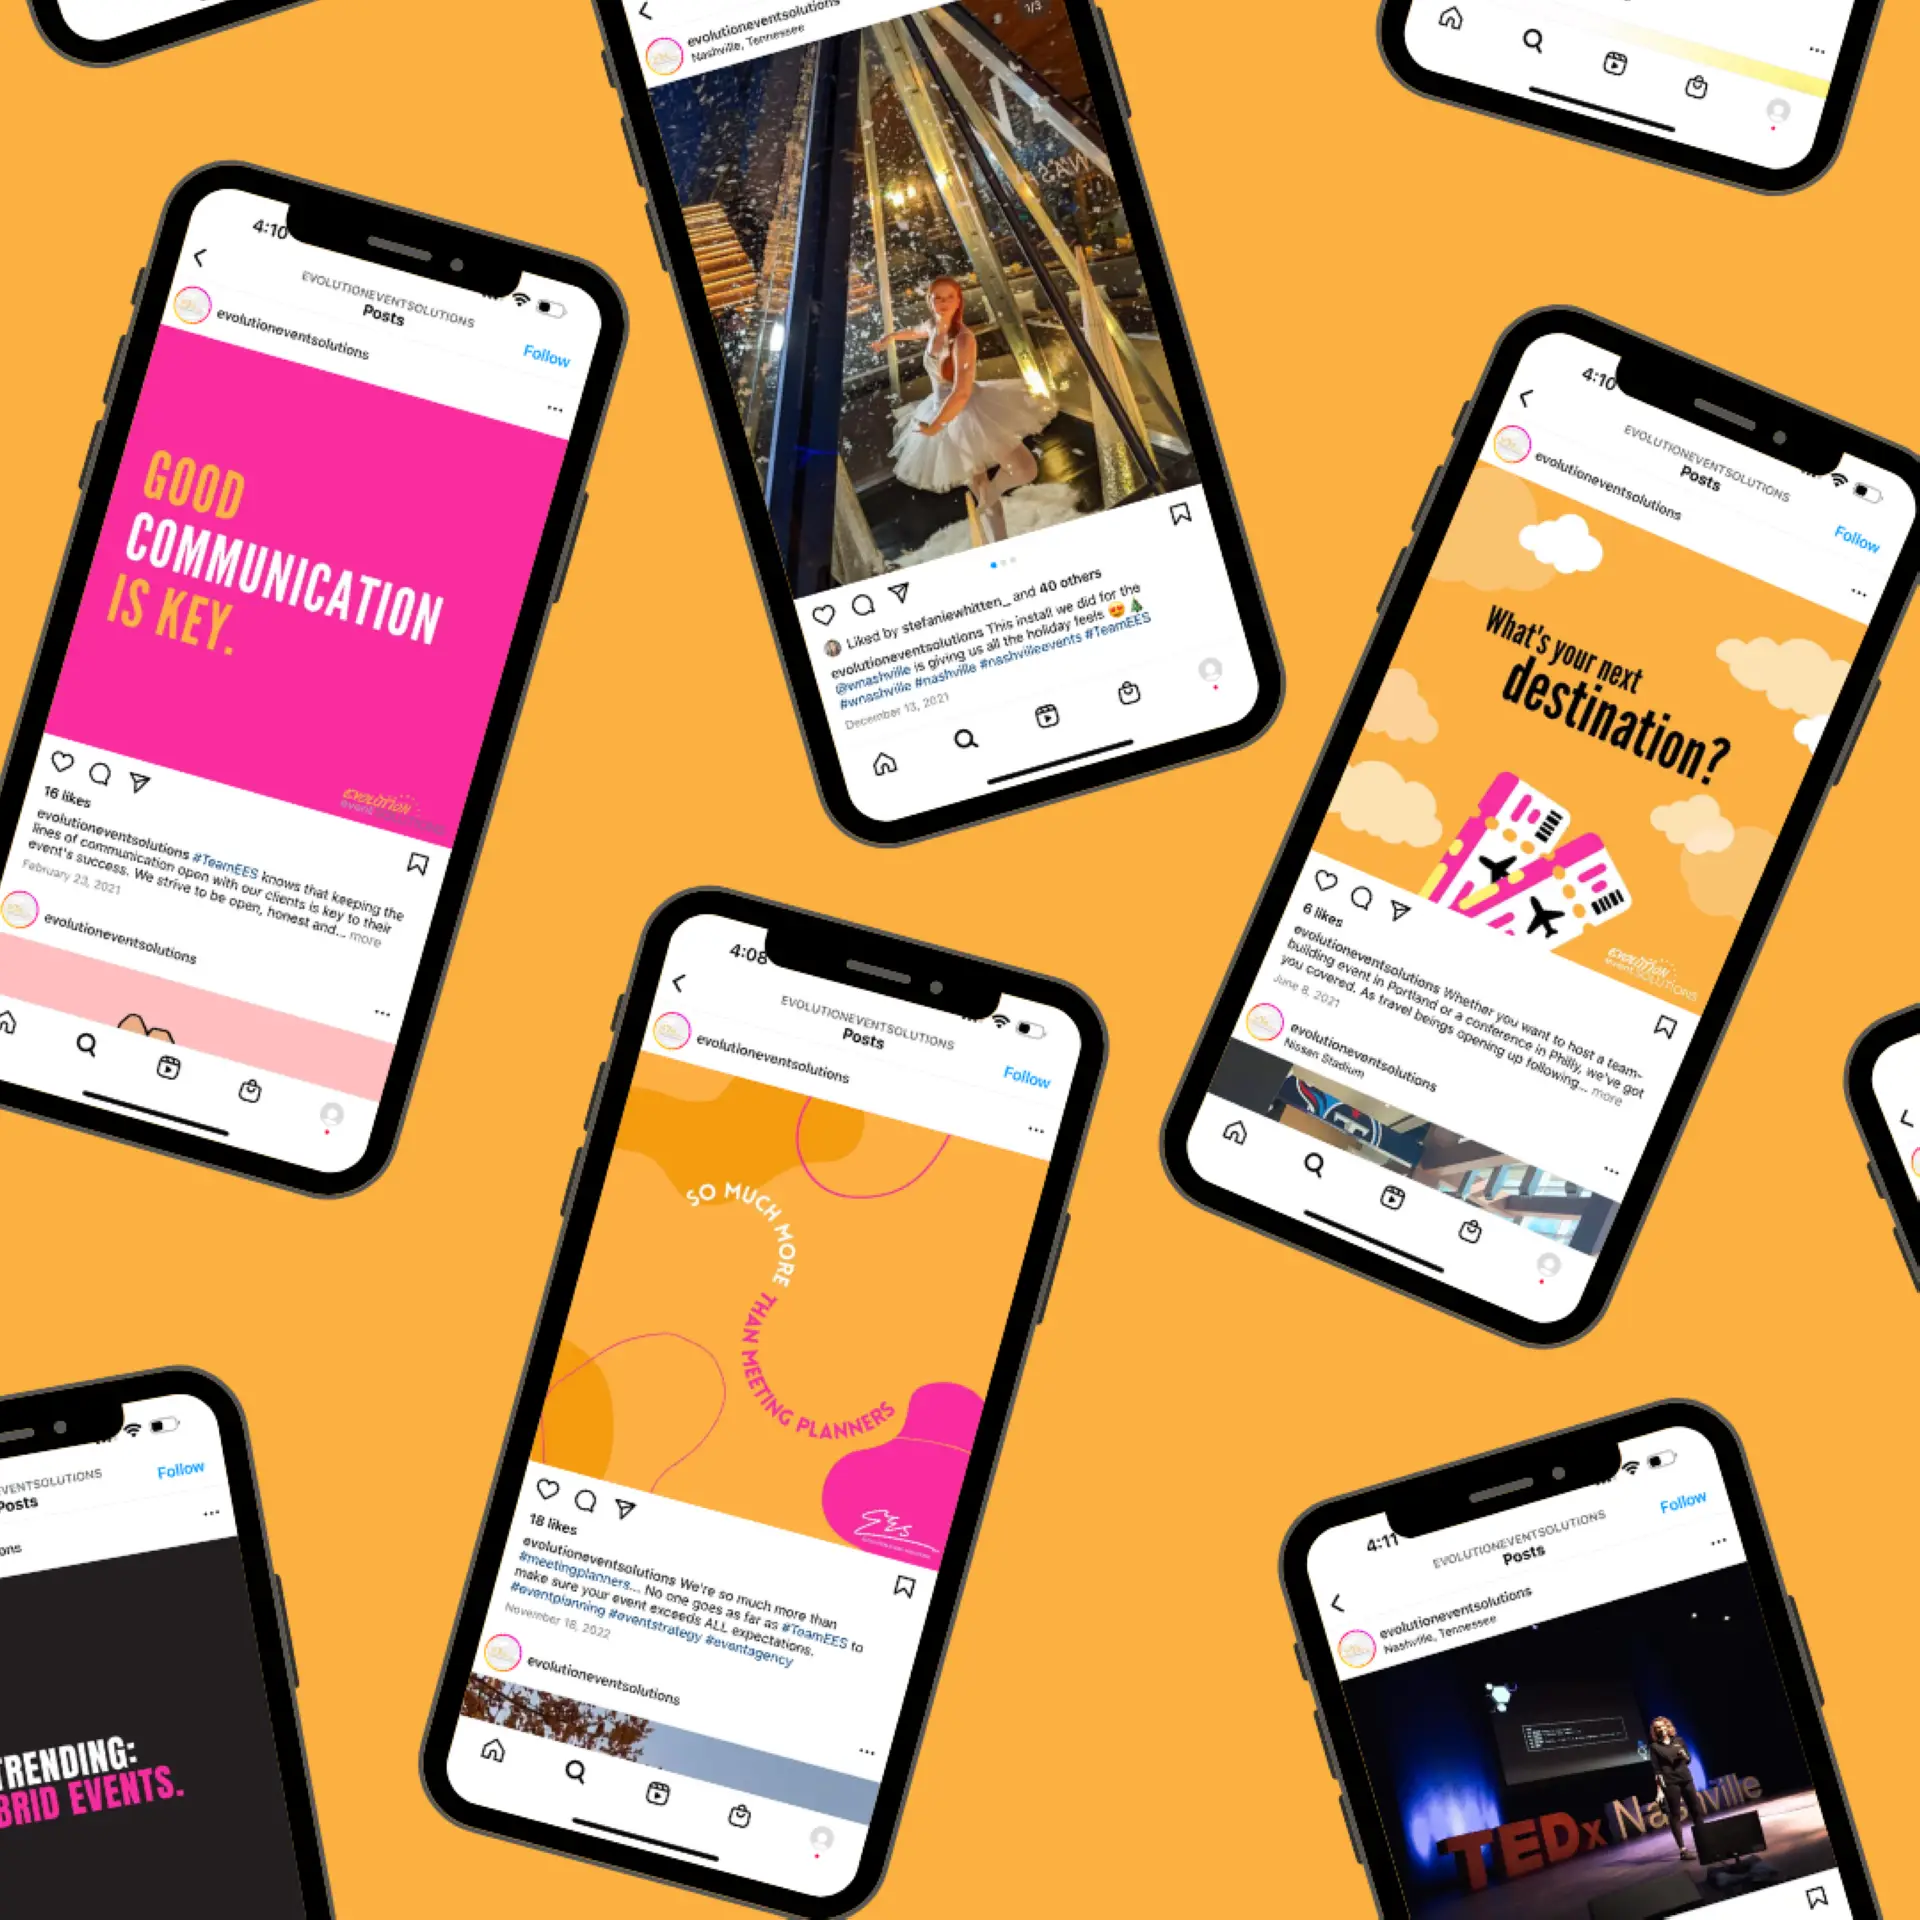 evolutioneventsolutions
Nashville, Tennessee
1/3
Liked by stefaniewhitten_ and 40 others
evolutioneventsolutions This install we did for the
@wnashville is giving us all the holiday feels 😍🎄
#wnashville #nashville #nashvilleevents #TeamEES
December 13, 2021
4:10
EVOLUTIONEVENTSOLUTIONS
Posts
Follow
evolutioneventsolutions
GOOD
COMMUNICATION
IS KEY.
EVOLUTION
16 likes
evolutioneventsolutions #TeamEES knows that keeping the
lines of communication open with our clients is key to their
event's success. We strive to be open, honest and... more
February 23, 2021
evolutioneventsolutions
4:10
EVOLUTIONEVENTSOLUTIONS
Posts
Follow
evolutioneventsolutions
What's your next
destination?
EVOLUTION
event SOLUTIONS
6 likes
evolutioneventsolutions Whether you want to host a team-
building event in Portland or a conference in Philly, we've got
you covered. As travel beings opening up following... more
June 8, 2021
evolutioneventsolutions
Nissan Stadium
4:08
EVOLUTIONEVENTSOLUTIONS
Posts
Follow
evolutioneventsolutions
SO MUCH MORE
THAN MEETING PLANNERS
18 likes
evolutioneventsolutions We're so much more than
#meetingplanners... No one goes as far as #TeamEES to
make sure your event exceeds ALL expectations.
#eventplanning #eventstrategy #eventagency
November 18, 2022
evolutioneventsolutions
VENTSOLUTIONS
Posts
Follow
ons
TRENDING:
BRID EVENTS.
4:11
EVOLUTIONEVENTSOLUTIONS
Posts
Follow
evolutioneventsolutions
Nashville, Tennessee
TEDx Nashville